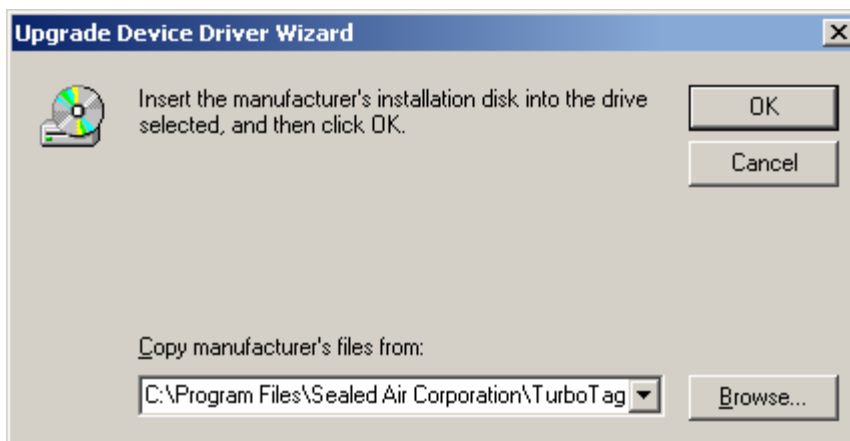 Upgrade Device Driver Wizard
Insert the manufacturer's installation disk into the drive
selected, and then click OK.
OK
Cancel
Copy manufacturer's files from:
C:\Program Files\Sealed Air Corporation\TurboTag
Browse...